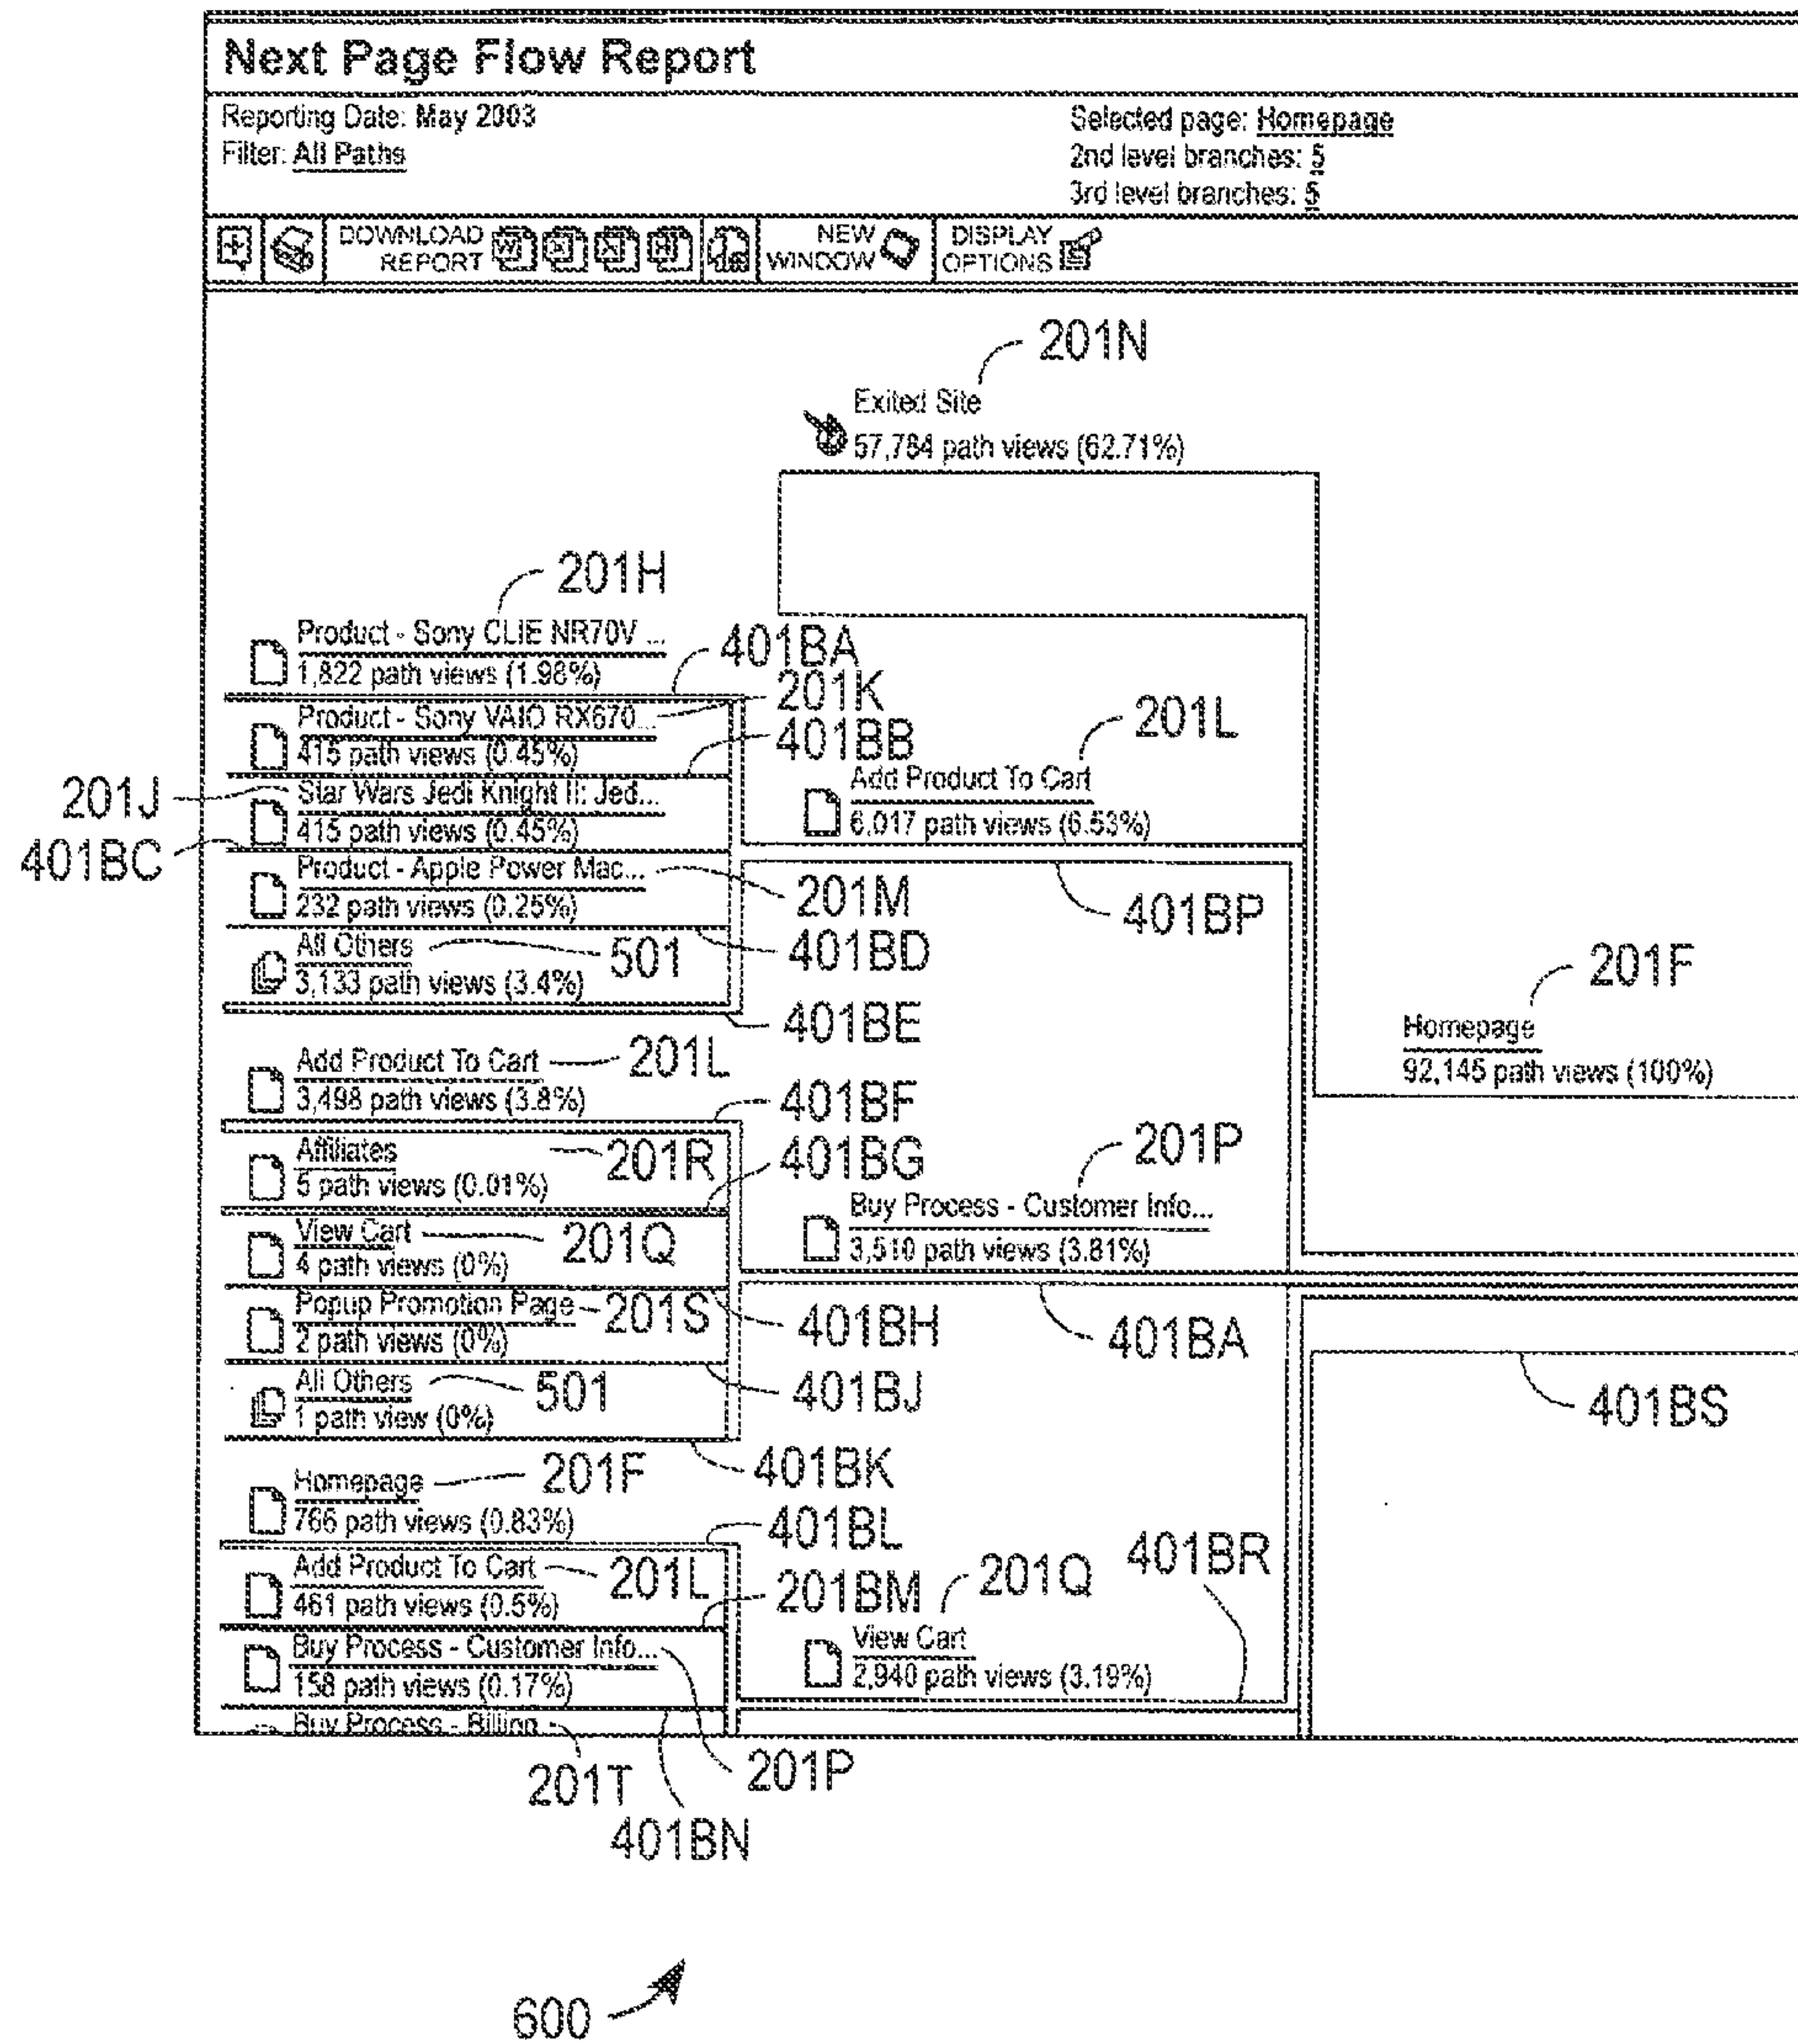 Next Page Flow Report
Reporting Date: May 2003
Filter: All Paths
Selected page: Homepage
2nd level branches: 5
3rd level branches: 5
DOWNLOAD REPORT
NEW WINDOW
DISPLAY OPTIONS
201N
Exited Site
57,784 path views (62.71%)
201H
Product - Sony CLIE NR70V ...
1,822 path views (1.98%)
401BA
201K
Product - Sony VAIO RX670...
415 path views (0.45%)
401BB
201L
Add Product To Cart
6,017 path views (6.53%)
201J
Star Wars Jedi Knight II: Jed...
415 path views (0.45%)
401BC
Product - Apple Power Mac...
232 path views (0.25%)
201M
401BP
401BD
All Others
501
3,133 path views (3.4%)
201F
401BE
Homepage
92,145 path views (100%)
Add Product To Cart
201L
3,498 path views (3.8%)
401BF
Affiliates
201R
5 path views (0.01%)
401BG
201P
Buy Process - Customer Info...
3,510 path views (3.81%)
View Cart
201Q
4 path views (0%)
Popup Promotion Page
201S
2 path views (0%)
401BH
401BA
All Others
501
1 path view (0%)
401BJ
401BS
Homepage
201F
766 path views (0.83%)
401BK
401BL
401BR
Add Product To Cart
201L
461 path views (0.5%)
201BM
201Q
View Cart
2,940 path views (3.19%)
Buy Process - Customer Info...
158 path views (0.17%)
Buy Process - Billing -
201T
201P
401BN
600